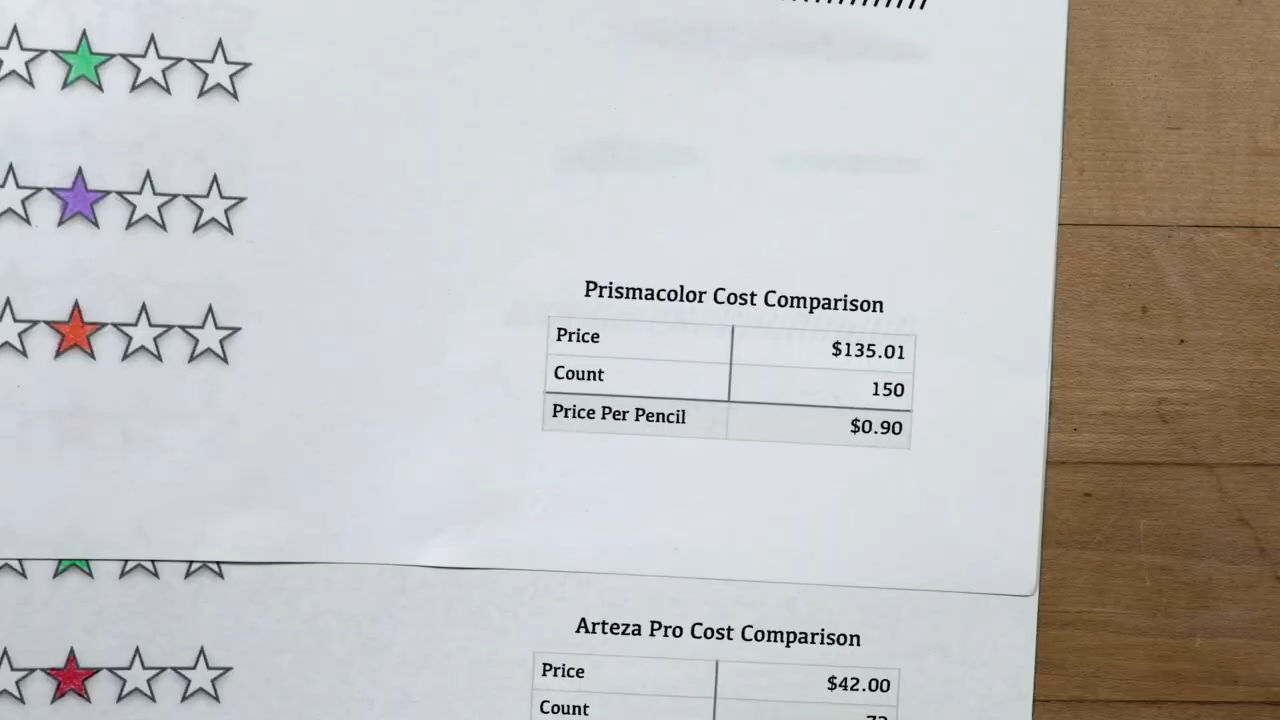 Prismacolor Cost Comparison
Price $135.01
Count 150
Price Per Pencil $0.90
Arteza Pro Cost Comparison
Price $42.00
Count